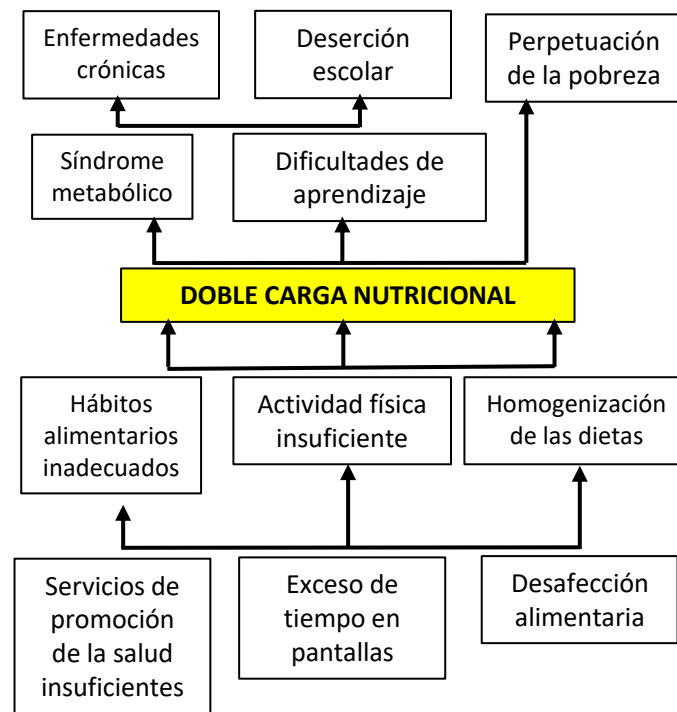 Enfermedades
crónicas
Deserción
escolar
Perpetuación
de la pobreza
Síndrome
metabólico
Dificultades de
aprendizaje
DOBLE CARGA NUTRICIONAL
Hábitos
alimentarios
inadecuados
Actividad física
insuficiente
Homogenización
de las dietas
Servicios de
promoción
de la salud
insuficientes
Exceso de
tiempo en
pantallas
Desafección
alimentaria